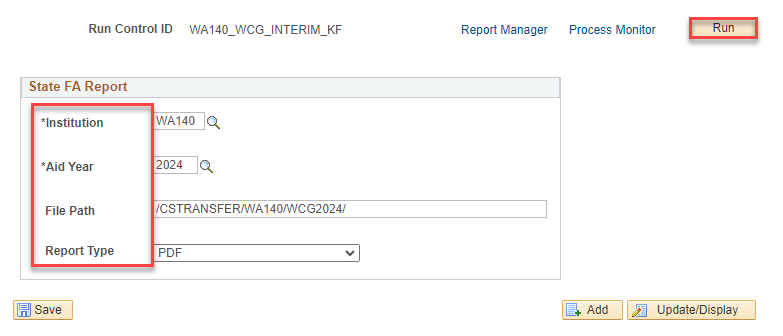 Run Control ID WA140_WCG_INTERIM_KF Report Manager Process Monitor Run
State FA Report
*Institution WA140
*Aid Year 2024
File Path /CSTRANSFER/WA140/WCG2024/
Report Type PDF
Save Add Update/Display